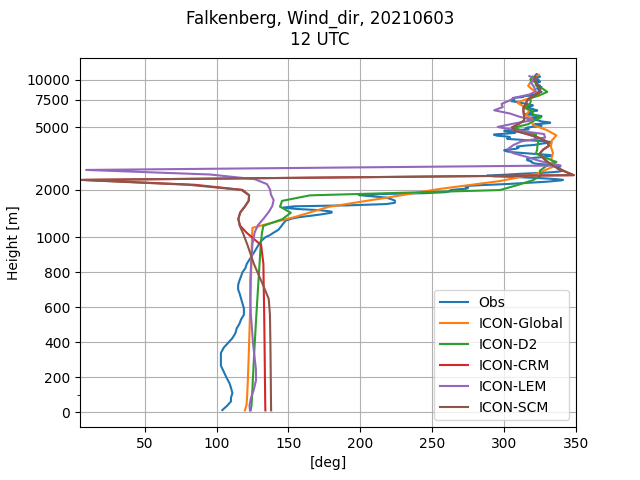 Falkenberg, Wind_dir, 20210603
12 UTC
10000
7500
5000
2000
1000
800
600
400
200
0
Height [m]
50
100
150
200
250
300
350
[deg]
Obs
ICON-Global
ICON-D2
ICON-CRM
ICON-LEM
ICON-SCM